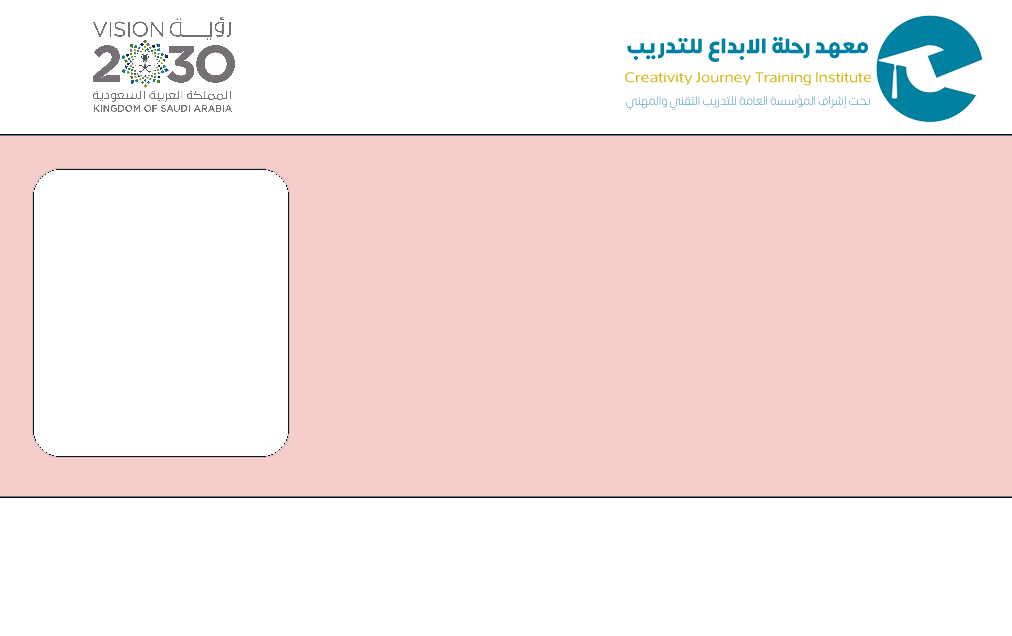 VISION رؤيــــة
2030
المملكة العربية السعودية
KINGDOM OF SAUDI ARABIA
معهد رحلة الابداع للتدريب
Creativity Journey Training Institute
تحت إشراف المؤسسة العامة للتدريب التقني والمهني